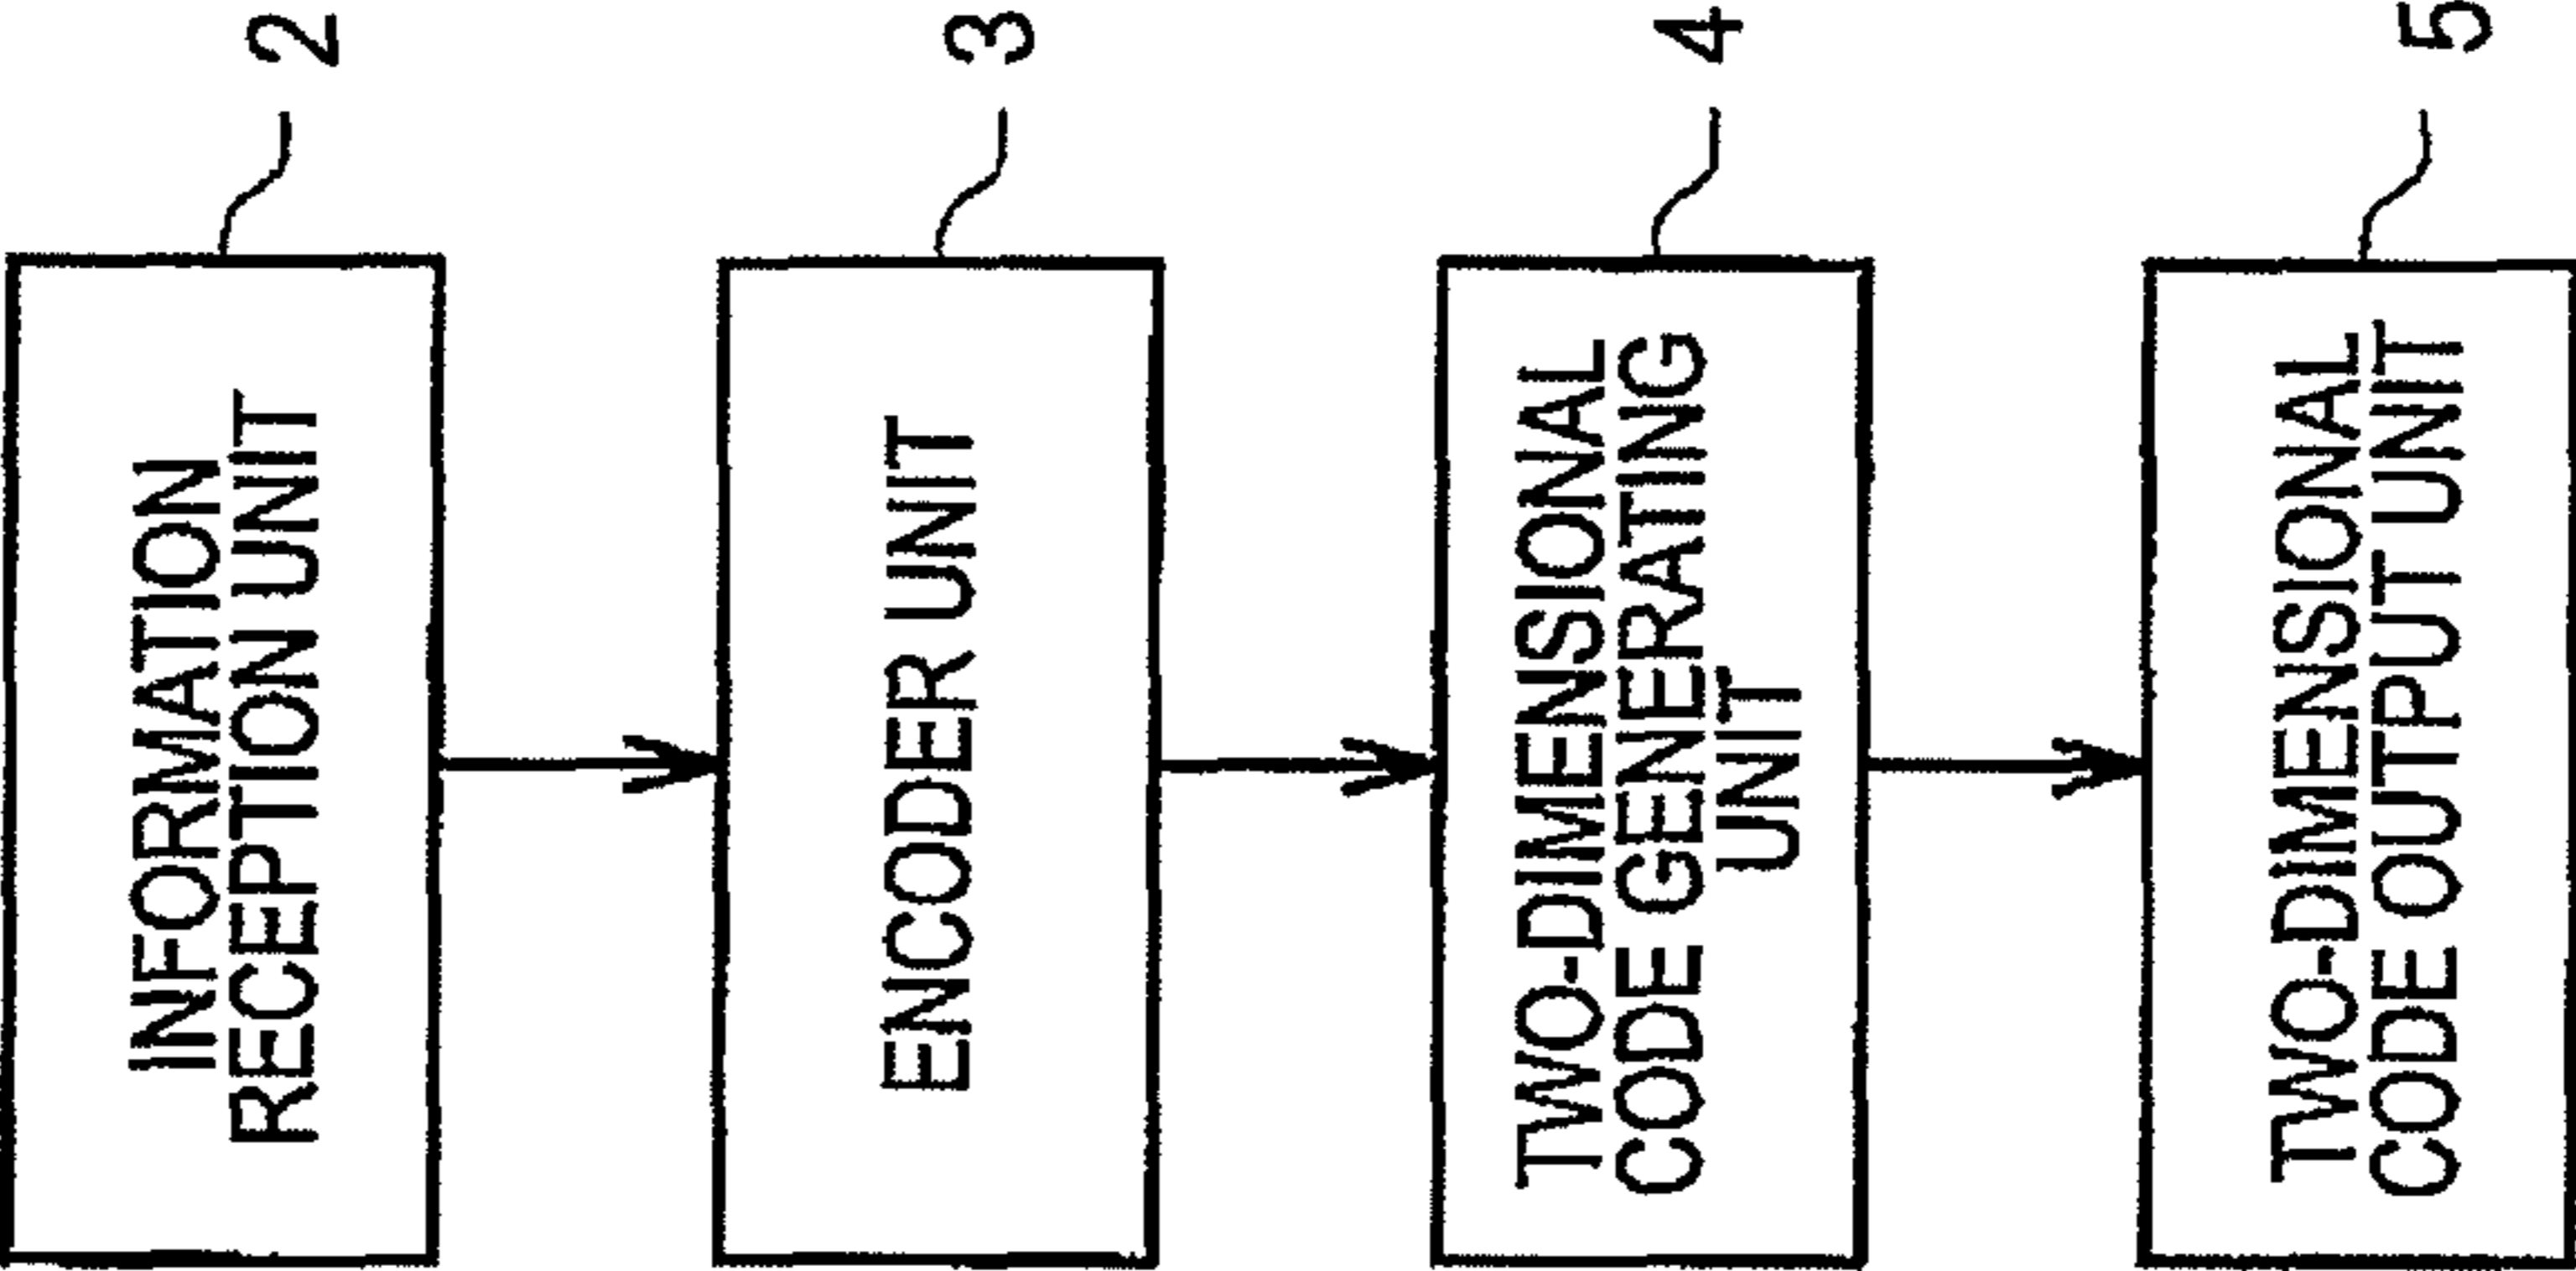 INFORMATION
RECEPTION UNIT
2
ENCODER UNIT
3
TWO-DIMENSIONAL
CODE GENERATING
UNIT
4
TWO-DIMENSIONAL
CODE OUTPUT UNIT
5